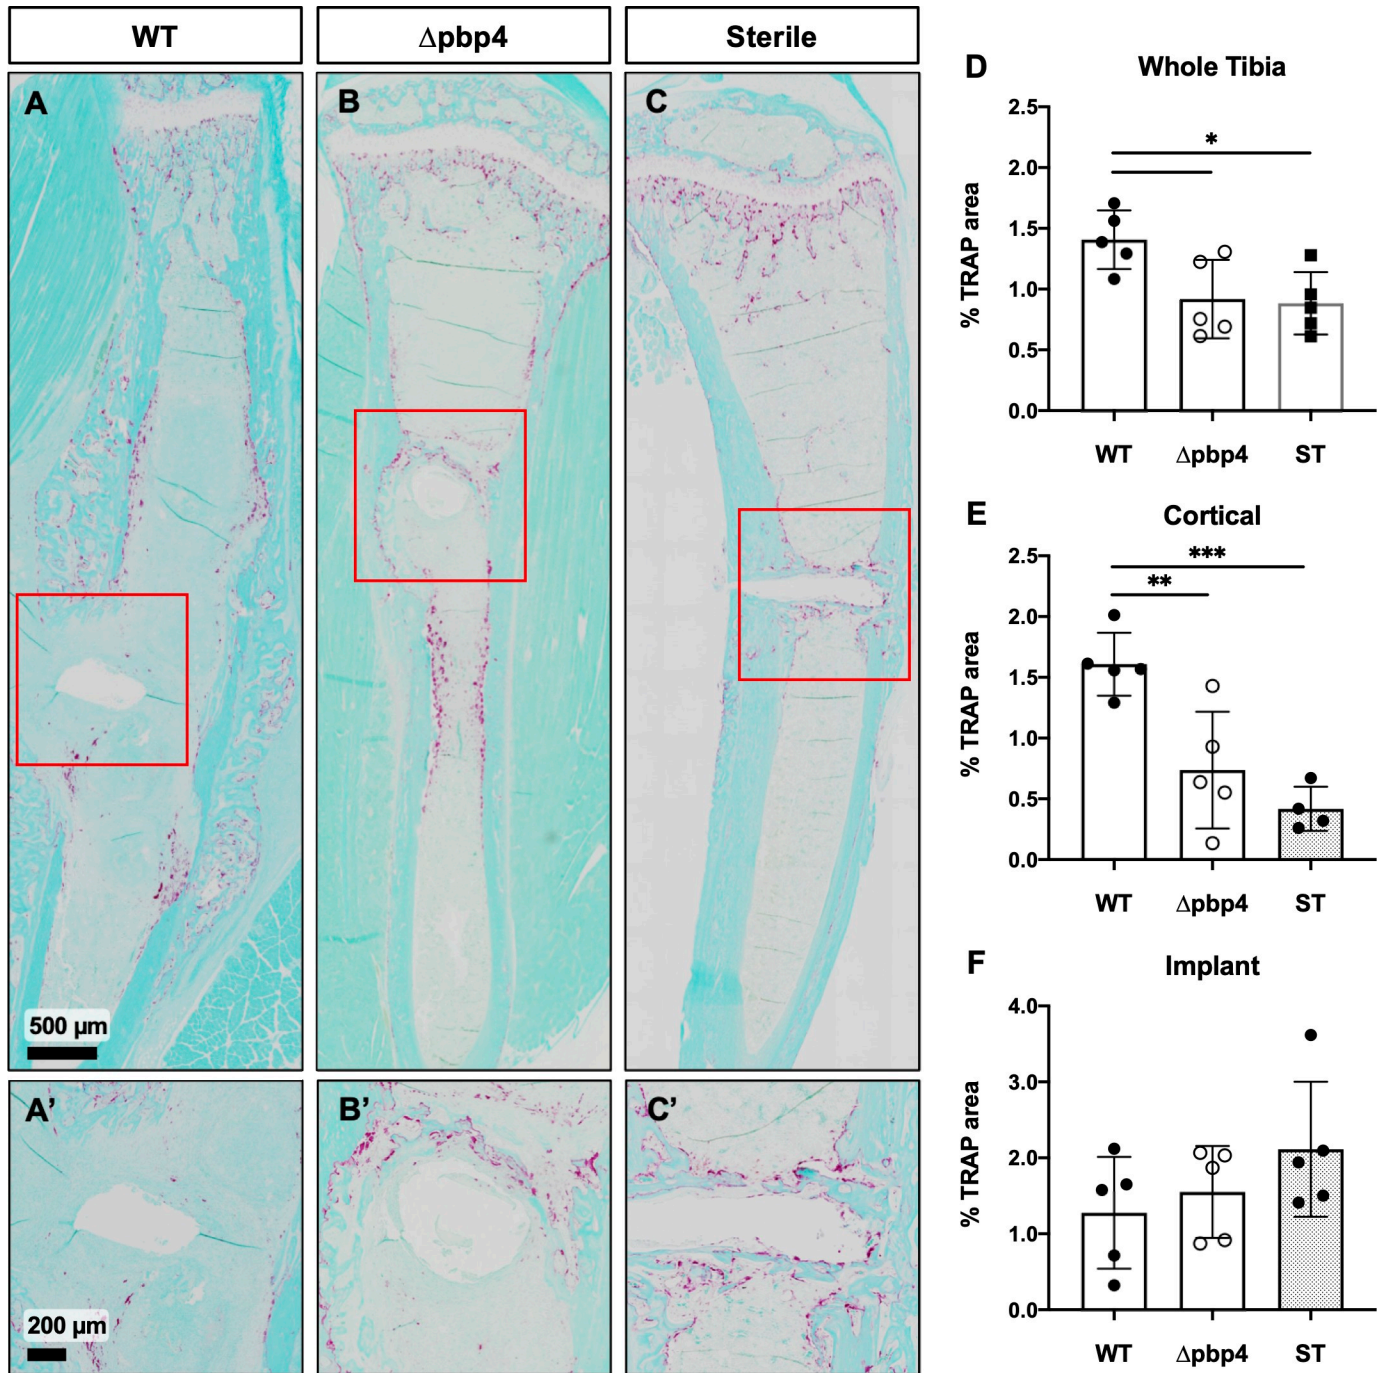 WT
Δpbp4
Sterile
A
B
C
500 µm
A’
B’
C’
200 µm
D
Whole Tibia
% TRAP area
2.5
2.0
1.5
1.0
0.5
0.0
*
WT
Δpbp4
ST
E
Cortical
% TRAP area
2.5
2.0
1.5
1.0
0.5
0.0
***
**
WT
Δpbp4
ST
F
Implant
% TRAP area
4.0
3.0
2.0
1.0
0.0
WT
Δpbp4
ST